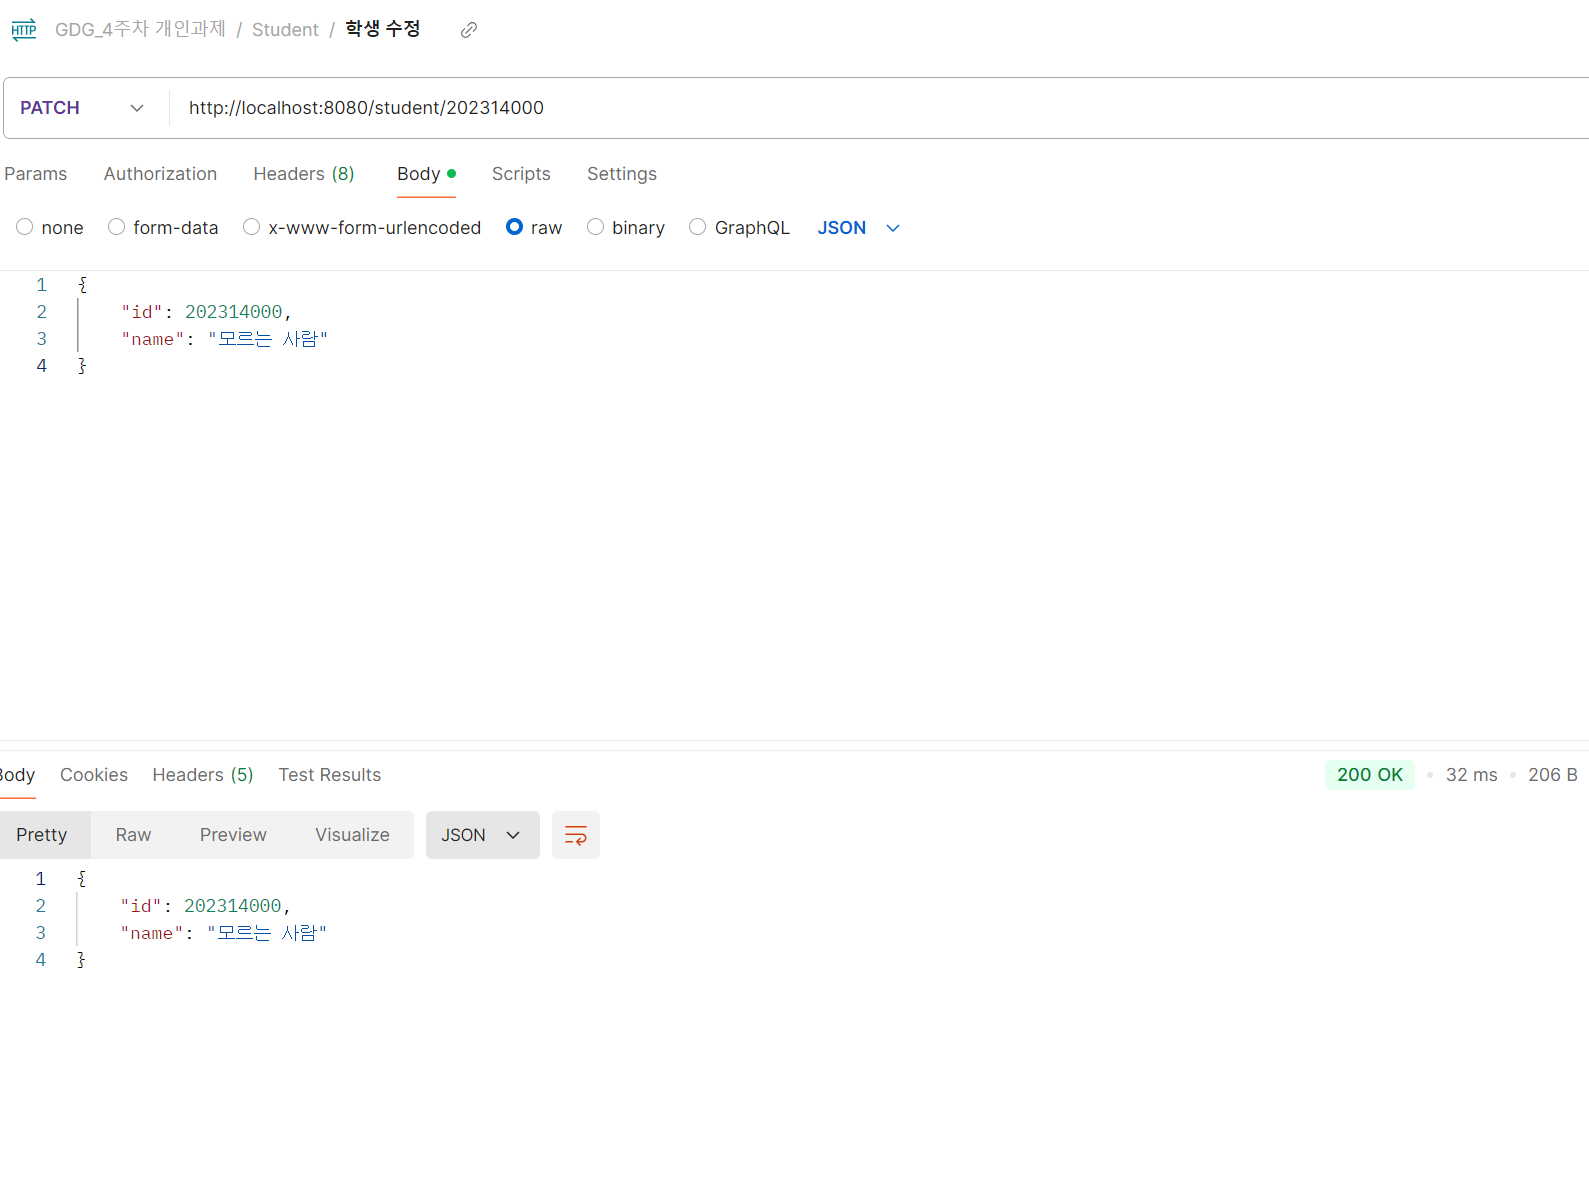 HTTP GDG_4주차 개인과제 / Student / 학생 수정
PATCH http://localhost:8080/student/202314000
Params Authorization Headers (8) Body Scripts Settings
none form-data x-www-form-urlencoded raw binary GraphQL JSON
1 {
2 "id": 202314000,
3 "name": "모르는 사람"
4 }
Body Cookies Headers (5) Test Results 200 OK • 32 ms • 206 B
Pretty Raw Preview Visualize JSON
1 {
2 "id": 202314000,
3 "name": "모르는 사람"
4 }